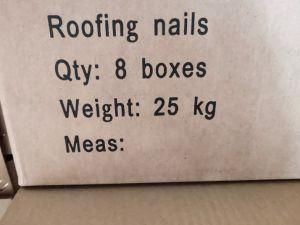 Roofing nails
Qty: 8 boxes
Weight: 25 kg
Meas: